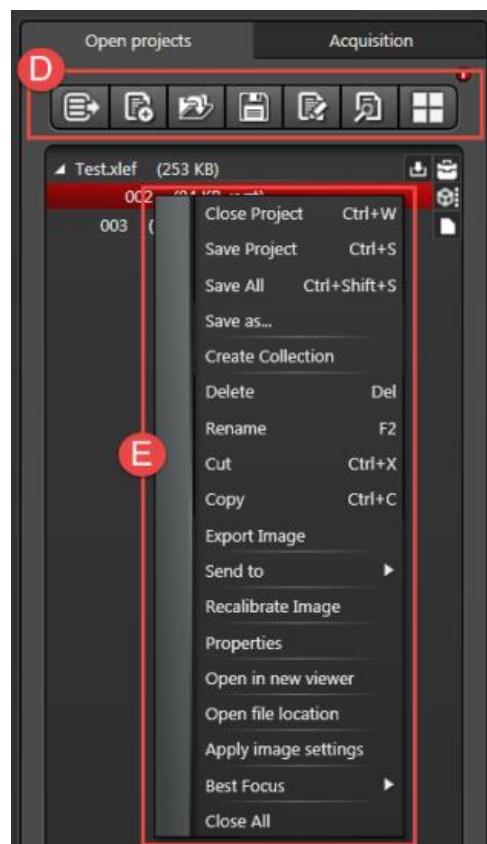 Open projects Acquisition
D
Test.xlef (253 KB)
002
003 (
Close Project Ctrl+W
Save Project Ctrl+S
Save All Ctrl+Shift+S
Save as...
Create Collection
Delete Del
Rename F2
E
Cut Ctrl+X
Copy Ctrl+C
Export Image
Send to
Recalibrate Image
Properties
Open in new viewer
Open file location
Apply image settings
Best Focus
Close All